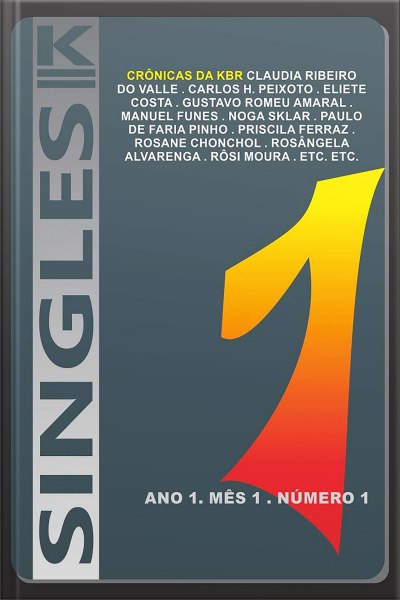 CRÔNICAS DA KBR CLAUDIA RIBEIRO
DO VALLE . CARLOS H. PEIXOTO . ELIETE
COSTA . GUSTAVO ROMEU AMARAL .
MANUEL FUNES . NOGA SKLAR . PAULO
DE FARIA PINHO . PRISCILA FERRAZ .
ROSANE CHONCHOL . ROSÂNGELA
ALVARENGA . RÔSI MOURA . ETC. ETC.
SINGLES K
1
ANO 1. MÊS 1 . NÚMERO 1